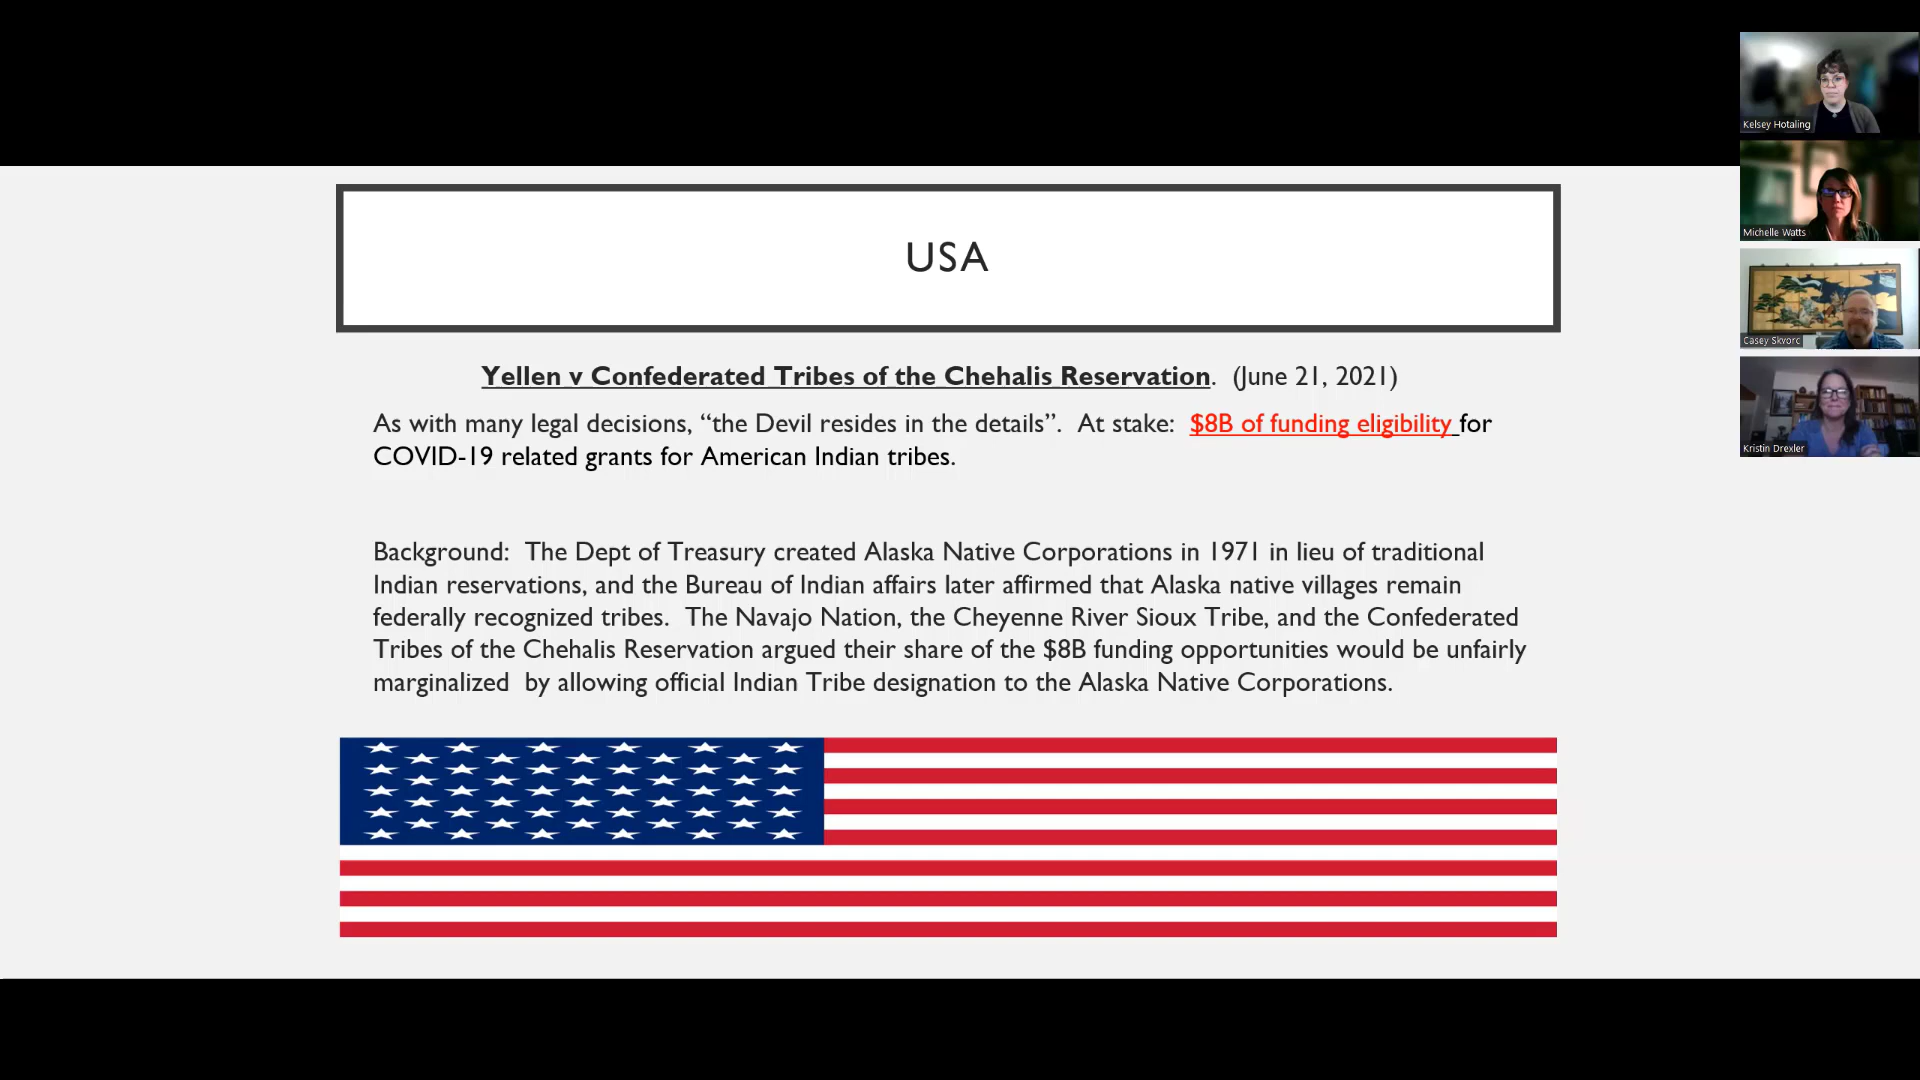 USA
Yellen v Confederated Tribes of the Chehalis Reservation. (June 21, 2021)
As with many legal decisions, “the Devil resides in the details”. At stake: $8B of funding eligibility for
COVID-19 related grants for American Indian tribes.
Background: The Dept of Treasury created Alaska Native Corporations in 1971 in lieu of traditional
Indian reservations, and the Bureau of Indian affairs later affirmed that Alaska native villages remain
federally recognized tribes. The Navajo Nation, the Cheyenne River Sioux Tribe, and the Confederated
Tribes of the Chehalis Reservation argued their share of the $8B funding opportunities would be unfairly
marginalized by allowing official Indian Tribe designation to the Alaska Native Corporations.
Kelsey Hotaling
Michelle Watts
Casey Skvorc
Kristin Drexler